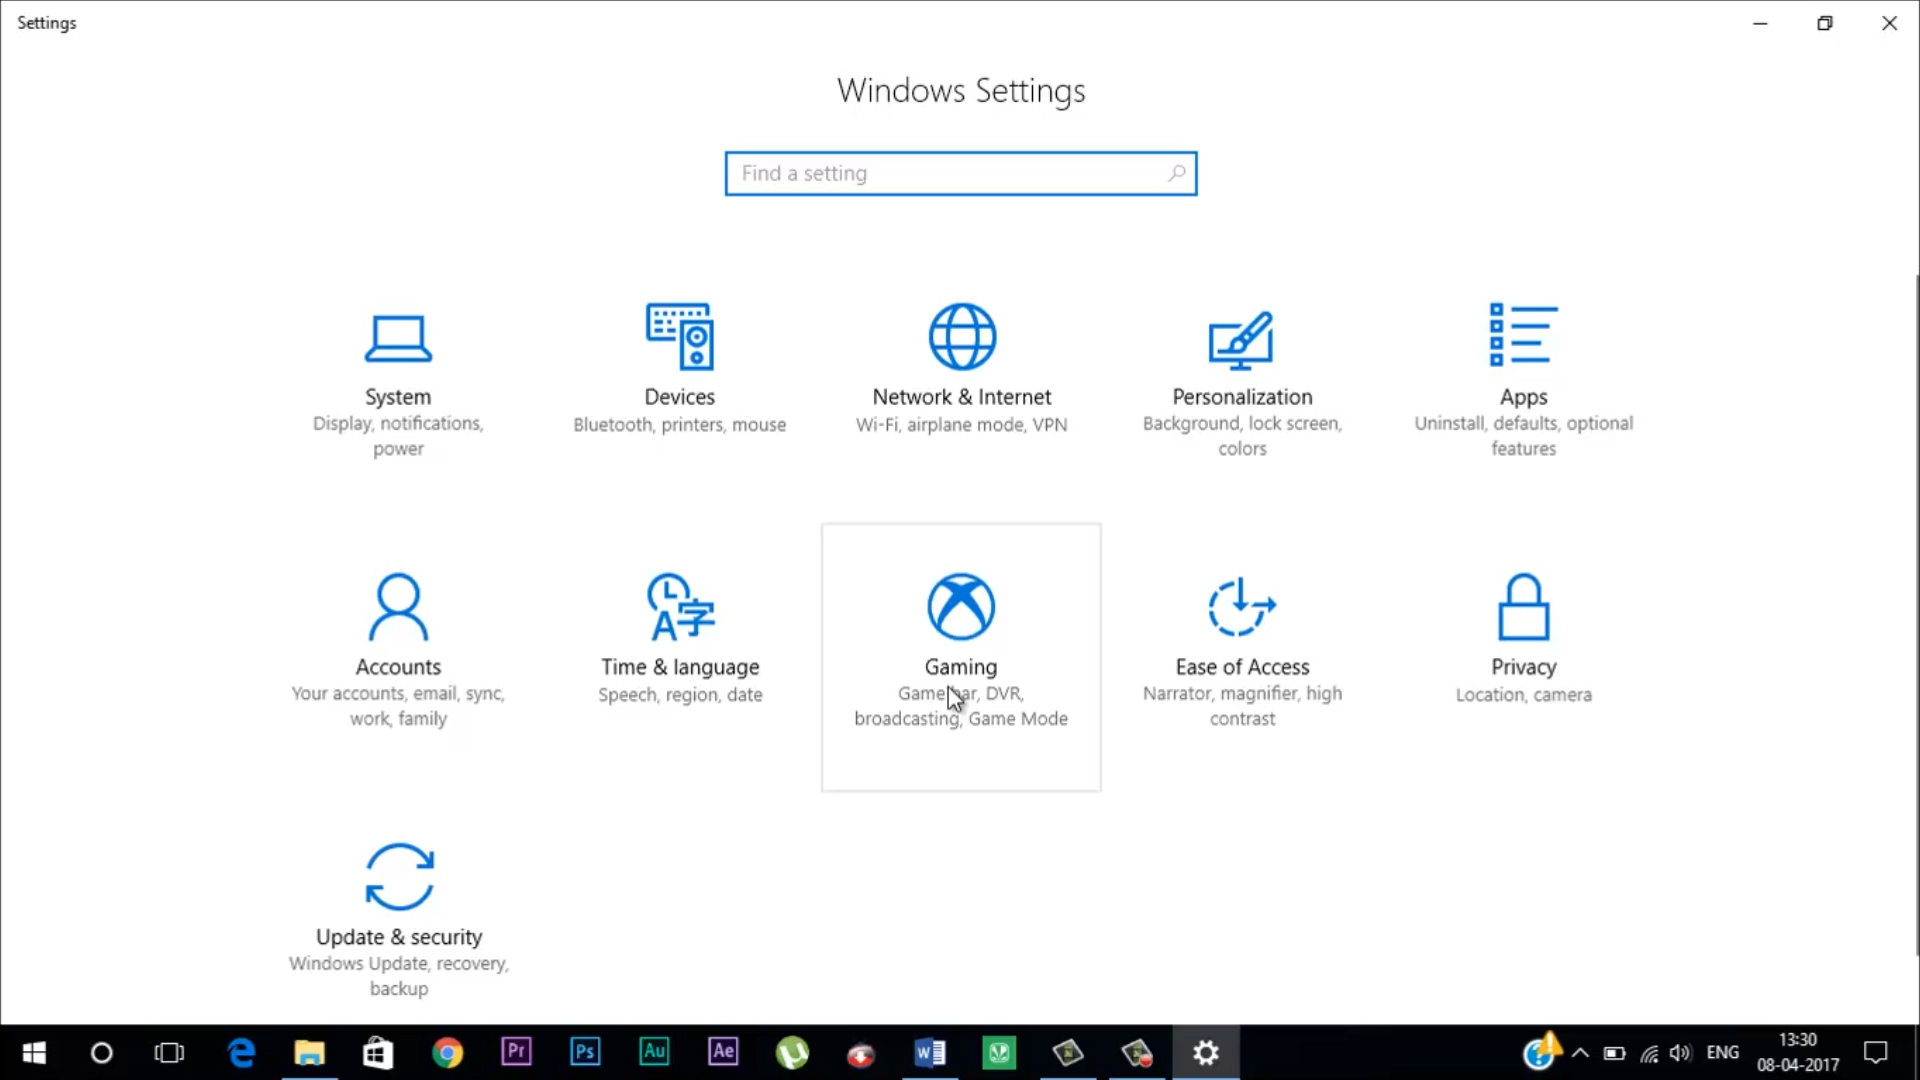 Settings
Windows Settings
Find a setting
System
Display, notifications,
power
Devices
Bluetooth, printers, mouse
Network & Internet
Wi-Fi, airplane mode, VPN
Personalization
Background, lock screen,
colors
Apps
Uninstall, defaults, optional
features
Accounts
Your accounts, email, sync,
work, family
Time & language
Speech, region, date
Gaming
Game bar, DVR,
broadcasting, Game Mode
Ease of Access
Narrator, magnifier, high
contrast
Privacy
Location, camera
Update & security
Windows Update, recovery,
backup
Pr
Ps
Au
Ae
ENG
13:30
08-04-2017